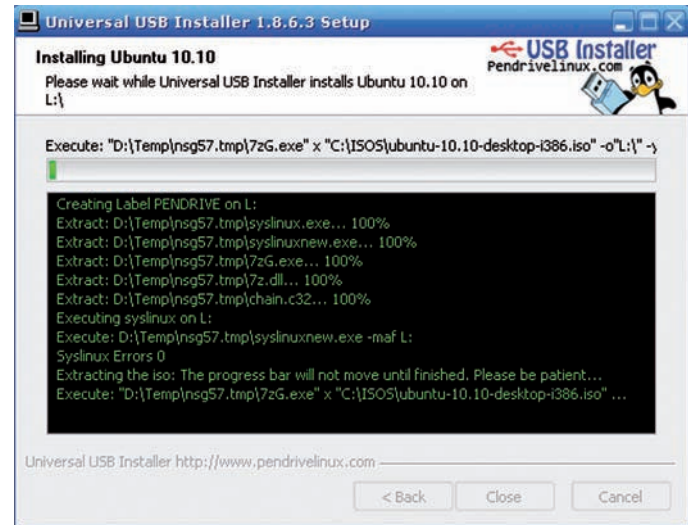 Universal USB Installer 1.8.6.3 Setup
Installing Ubuntu 10.10
Please wait while Universal USB Installer installs Ubuntu 10.10 on
L:\
USB Installer
Pendrivelinux.com
Execute: "D:\Temp\nsg57.tmp\7zG.exe" x "C:\ISOS\ubuntu-10.10-desktop-i386.iso" -o"L:\" -y
Creating Label PENDRIVE on L:
Extract: D:\Temp\nsg57.tmp\syslinux.exe... 100%
Extract: D:\Temp\nsg57.tmp\syslinuxnew.exe... 100%
Extract: D:\Temp\nsg57.tmp\7zG.exe... 100%
Extract: D:\Temp\nsg57.tmp\7z.dll... 100%
Extract: D:\Temp\nsg57.tmp\chain.c32... 100%
Executing syslinux on L:
Execute: D:\Temp\nsg57.tmp\syslinuxnew.exe -maf L:
Syslinux Errors 0
Extracting the iso: The progress bar will not move until finished. Please be patient...
Execute: "D:\Temp\nsg57.tmp\7zG.exe" x "C:\ISOS\ubuntu-10.10-desktop-i386.iso" ...
Universal USB Installer http://www.pendrivelinux.com
< Back
Close
Cancel